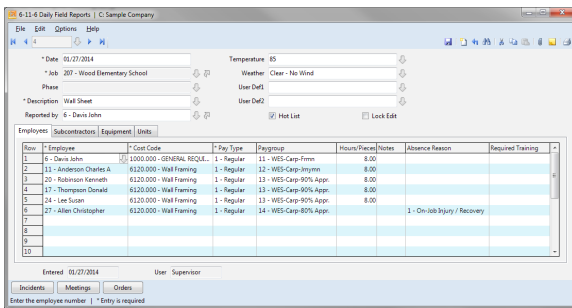 6-11-6 Daily Field Reports | C: Sample Company
File Edit Options Help
4
* Date 01/27/2014 Temperature 85
* Job 207 - Wood Elementary School Weather Clear - No Wind
Phase User Def1
* Description Wall Sheet User Def2
Reported by 6 - Davis John Hot List Lock Edit
Employees Subcontractors Equipment Units
Row * Employee * Cost Code * Pay Type Paygroup Hours/Pieces Notes Absence Reason Required Training
1 6 - Davis John 1000.000 - GENERAL REQUI... 1 - Regular 11 - WES-Carp-Frmn 8.00
2 11 - Anderson Charles A 6120.000 - Wall Framing 1 - Regular 12 - WES-Carp-Jrnymn 8.00
3 20 - Robinson Kenneth 6120.000 - Wall Framing 1 - Regular 13 - WES-Carp-90% Appr. 8.00
4 17 - Thompson Donald 6120.000 - Wall Framing 1 - Regular 13 - WES-Carp-90% Appr. 8.00
5 24 - Lee Susan 6120.000 - Wall Framing 1 - Regular 13 - WES-Carp-90% Appr. 8.00
6 27 - Allen Christopher 6120.000 - Wall Framing 1 - Regular 14 - WES-Carp-80% Appr. 1 - On-Job Injury / Recovery
7
8
9
10
Entered 01/27/2014 User Supervisor
Incidents Meetings Orders
Enter the employee number | * Entry is required